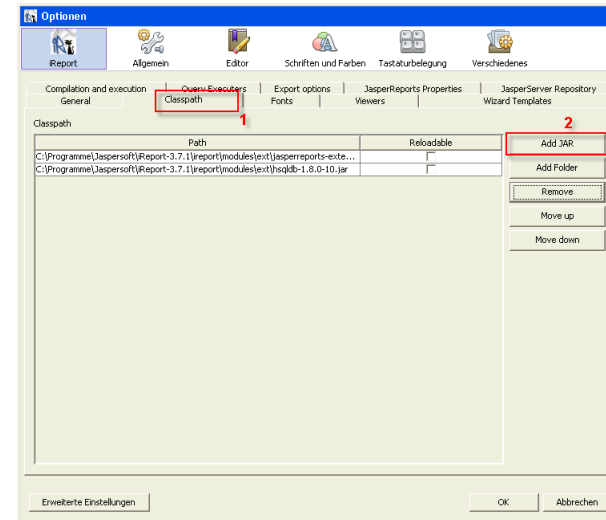 Optionen
iReport Allgemein Editor Schriften und Farben Tastaturbelegung Verschiedenes
Compilation and execution Query Executers Export options JasperReports Properties JasperServer Repository
General Classpath Fonts Viewers Wizard Templates
1
Classpath
2
Path Reloadable
Add JAR
C:\Programme\Jaspersoft\iReport-3.7.1\ireport\modules\ext\jasperreports-exte...
C:\Programme\Jaspersoft\iReport-3.7.1\ireport\modules\ext\hsqldb-1.8.0-10.jar
Add Folder
Remove
Move up
Move down
Erweiterte Einstellungen
OK Abbrechen